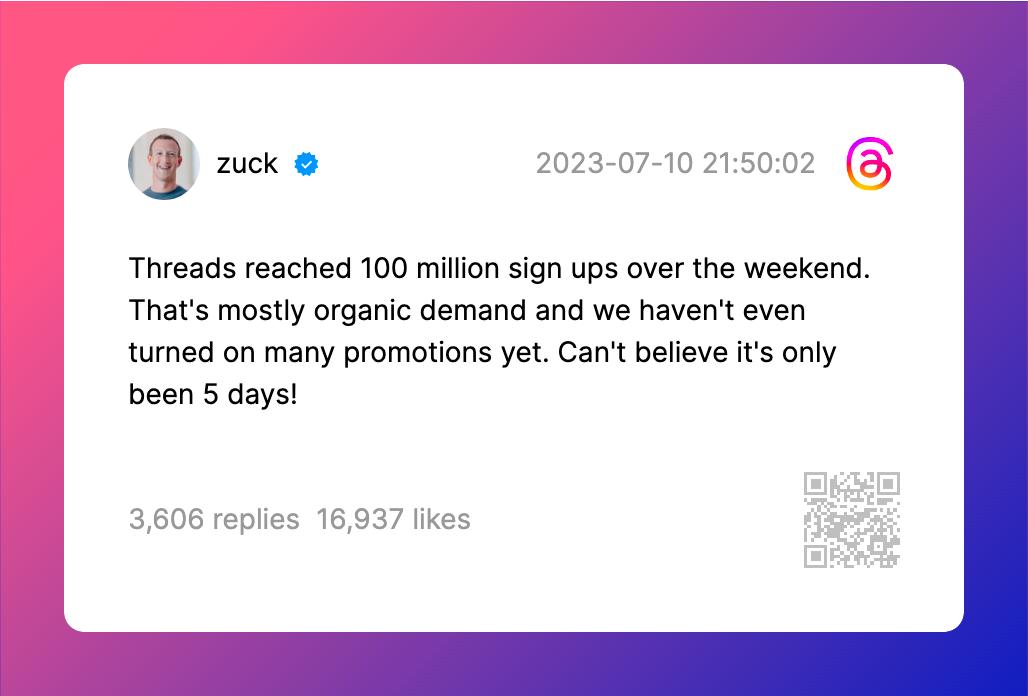 zuck
2023-07-10 21:50:02
Threads reached 100 million sign ups over the weekend.
That's mostly organic demand and we haven't even
turned on many promotions yet. Can't believe it's only
been 5 days!
3,606 replies 16,937 likes